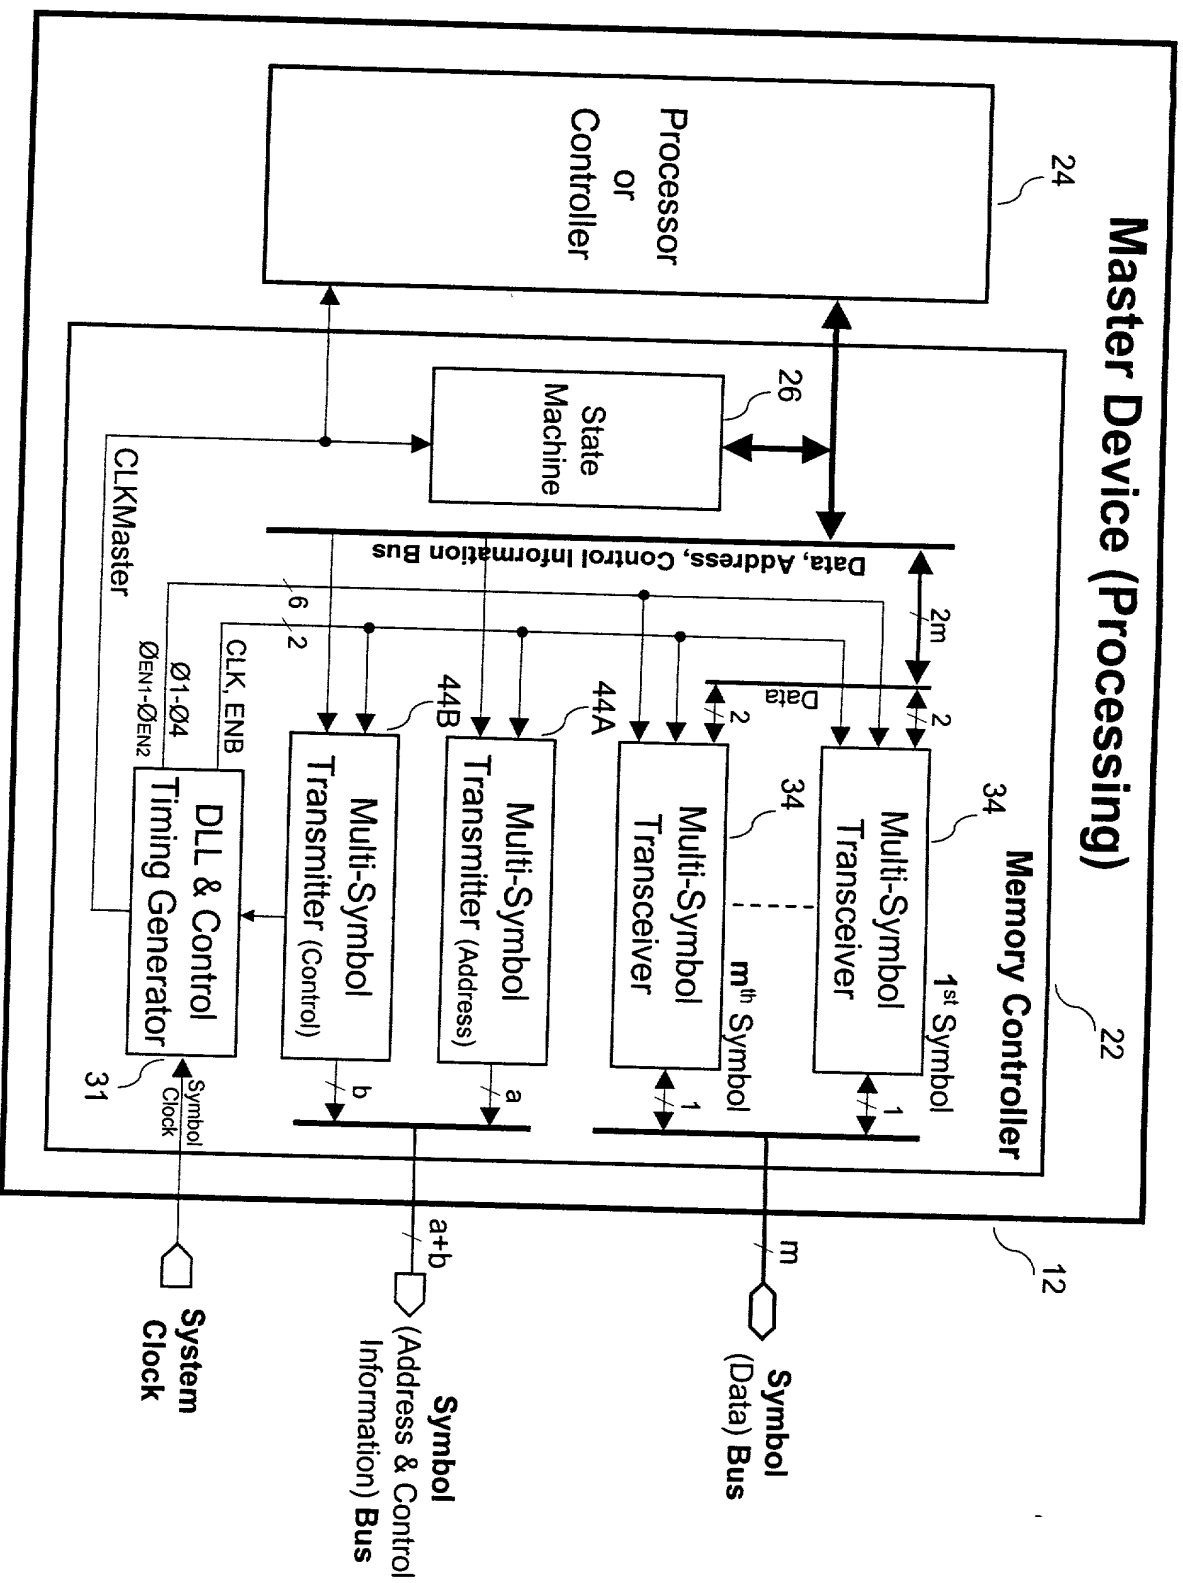 Master Device (Processing)
24
Processor
or
Controller
22
Memory Controller
12
26
State
Machine
Data, Address, Control Information Bus
2m
Data
2
2
34
1st Symbol
Multi-Symbol
Transceiver
1
34
mth Symbol
Multi-Symbol
Transceiver
1
m
Symbol
(Data) Bus
44A
Multi-Symbol
Transmitter (Address)
a
44B
Multi-Symbol
Transmitter (Control)
b
a+b
Symbol
(Address & Control
Information) Bus
6
2
CLK, ENB
Ø1-Ø4
ØEN1-ØEN2
CLKMaster
DLL & Control
Timing Generator
31
Symbol
Clock
System
Clock